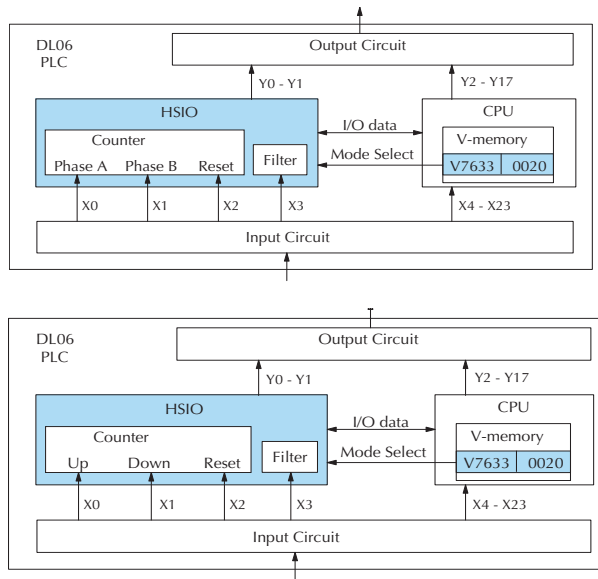 DL06
PLC
Output Circuit
Y0 - Y1
Y2 - Y17
HSIO
CPU
I/O data
Counter
V-memory
Mode Select
Filter
Phase A Phase B Reset
V7633 0020
X0 X1 X2 X3
X4 - X23
Input Circuit
DL06
PLC
Output Circuit
Y0 - Y1
Y2 - Y17
HSIO
CPU
I/O data
Counter
V-memory
Mode Select
Filter
Up Down Reset
V7633 0020
X0 X1 X2 X3
X4 - X23
Input Circuit